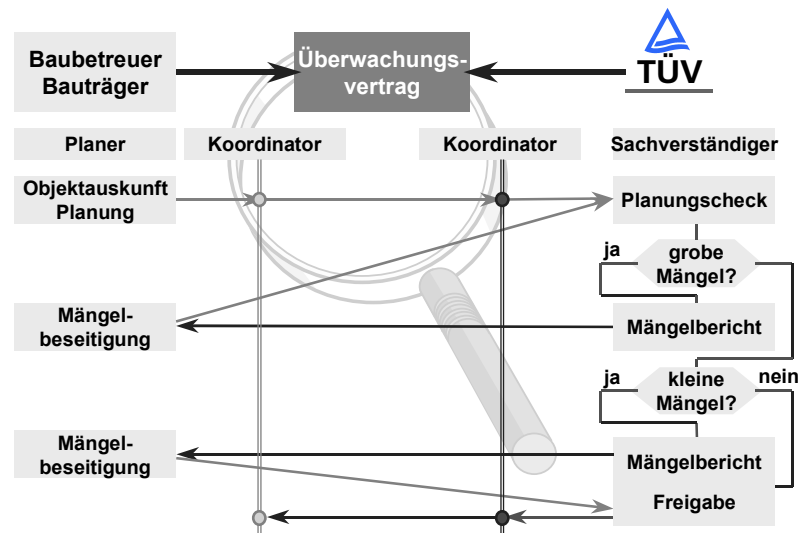 Baubetreuer
Bauträger
Überwachungs-
vertrag
TÜV
Planer
Koordinator
Koordinator
Sachverständiger
Objektauskunft
Planung
Planungscheck
ja
grobe
Mängel?
Mängel-
beseitigung
Mängelbericht
ja
kleine
Mängel?
nein
Mängel-
beseitigung
Mängelbericht
Freigabe